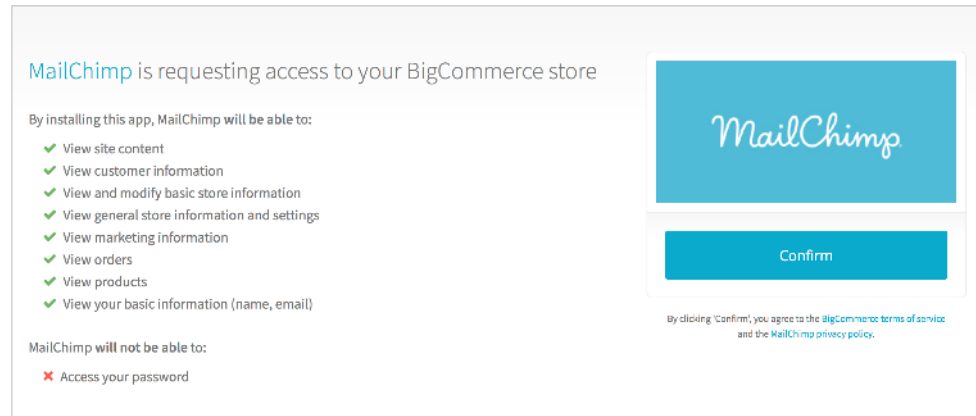 MailChimp is requesting access to your BigCommerce store
By installing this app, MailChimp will be able to:
View site content
View customer information
View and modify basic store information
View general store information and settings
View marketing information
View orders
View products
View your basic information (name, email)
MailChimp will not be able to:
Access your password
MailChimp.
Confirm
By clicking 'Confirm', you agree to the BigCommerce terms of service
and the MailChimp privacy policy.